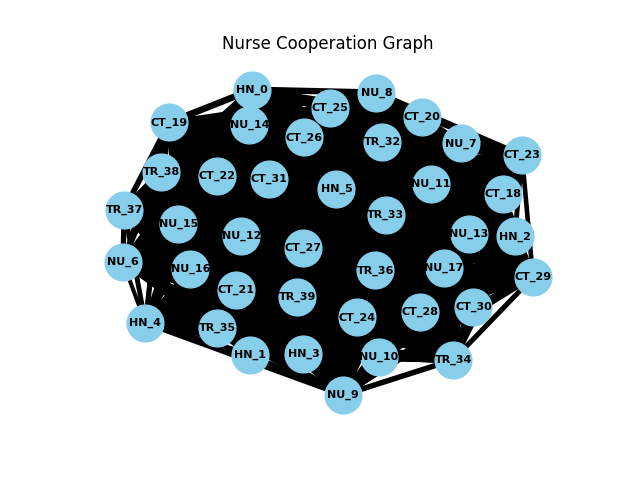 Nurse Cooperation Graph
HN_0
NU_8
CT_25
CT_20
CT_19
NU_14
CT_26
TR_32
NU_7
CT_23
TR_38
CT_22
CT_31
HN_5
NU_11
CT_18
TR_37
NU_15
TR_33
NU_12
CT_27
NU_13
HN_2
NU_6
NU_16
TR_36
NU_17
CT_29
CT_21
TR_39
CT_24
CT_28
CT_30
HN_4
TR_35
HN_1
HN_3
NU_10
TR_34
NU_9